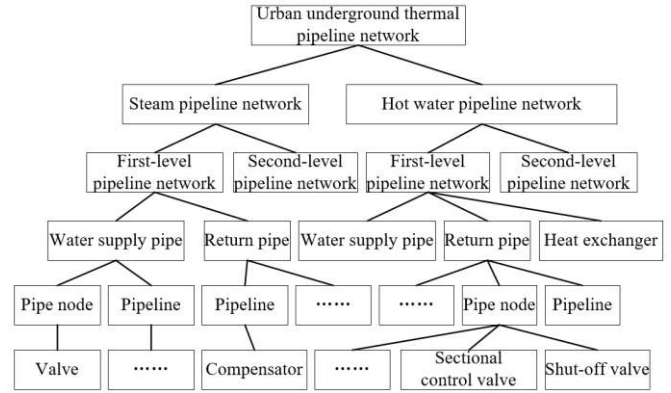 Urban underground thermal
pipeline network
Steam pipeline network
Hot water pipeline network
First-level
pipeline network
Second-level
pipeline network
First-level
pipeline network
Second-level
pipeline network
Water supply pipe
Return pipe
Water supply pipe
Return pipe
Heat exchanger
Pipe node
Pipeline
Pipeline
……
……
Pipe node
Pipeline
Valve
……
Compensator
……
Sectional
control valve
Shut-off valve